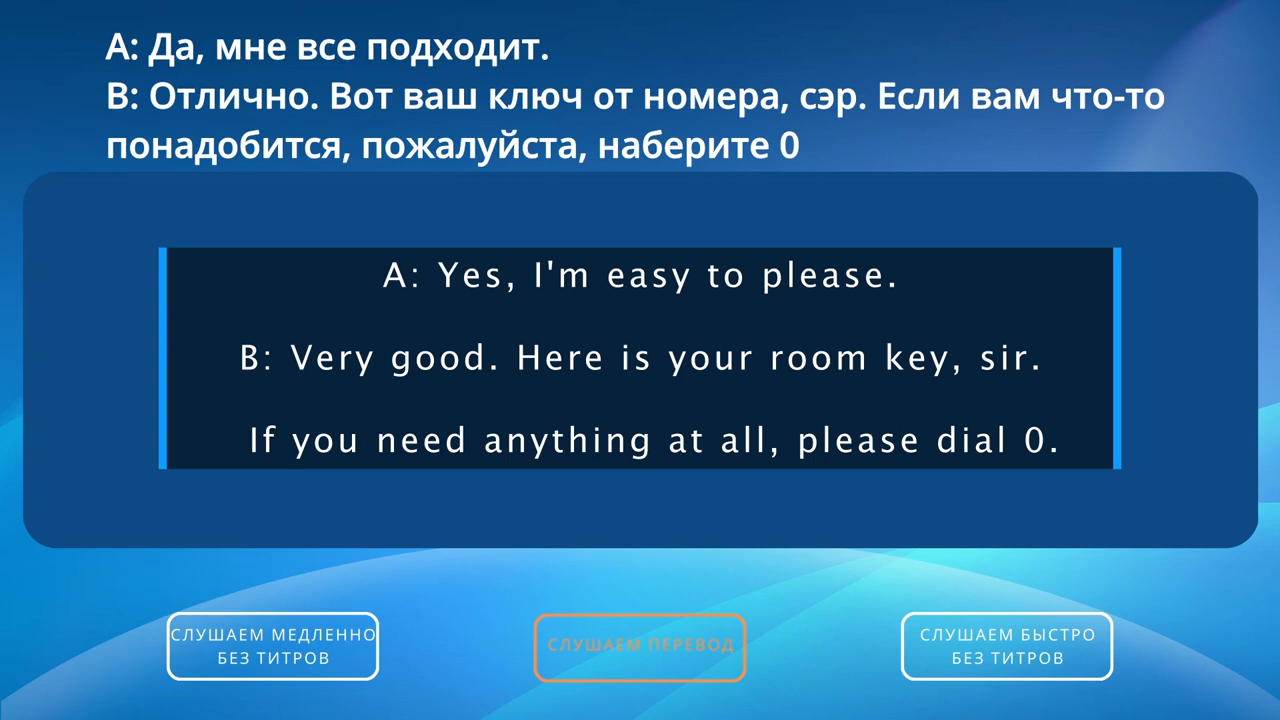 A: Да, мне все подходит.
B: Отлично. Вот ваш ключ от номера, сэр. Если вам что-то
понадобится, пожалуйста, наберите 0
A: Yes, I'm easy to please.
B: Very good. Here is your room key, sir.
If you need anything at all, please dial 0.
СЛУШАЕМ МЕДЛЕННО
БЕЗ ТИТРОВ
СЛУШАЕМ ПЕРЕВОД
СЛУШАЕМ БЫСТРО
БЕЗ ТИТРОВ